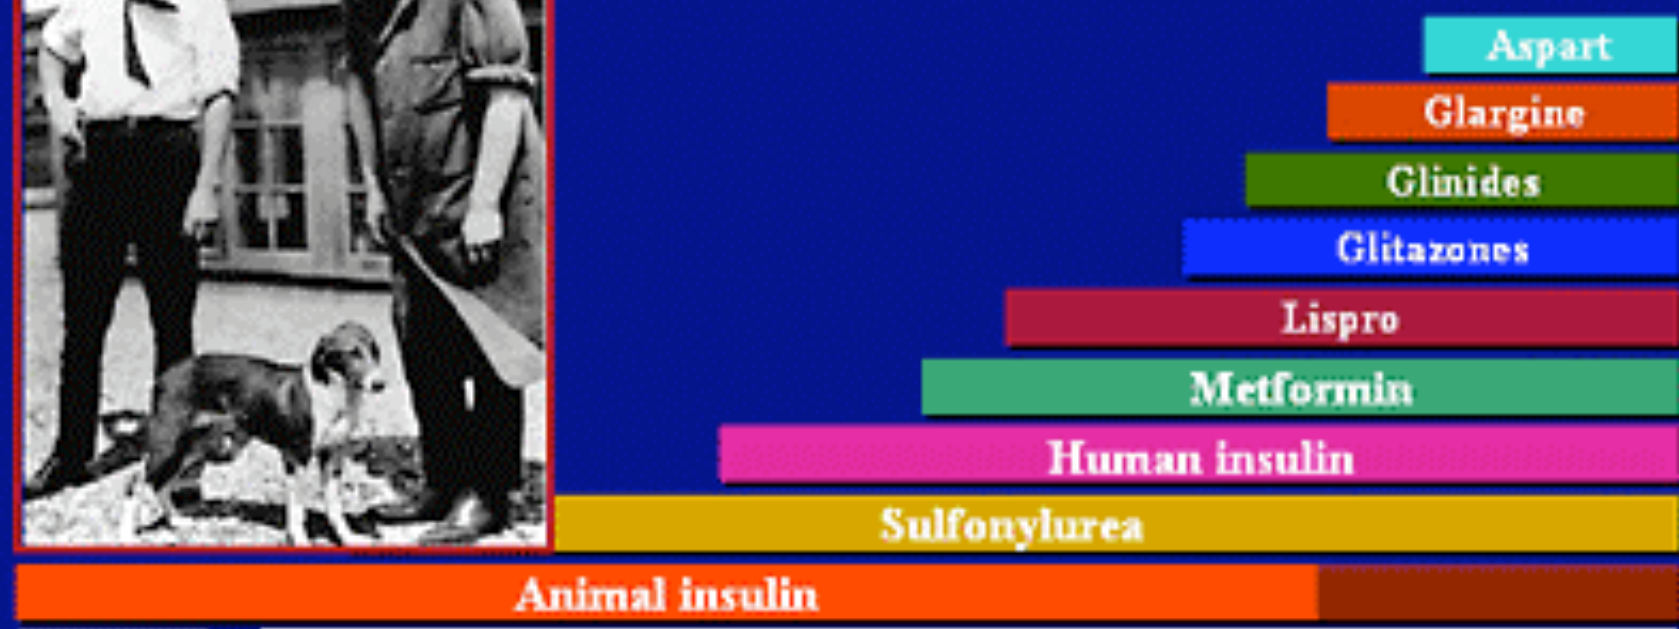 Aspart
Glargine
Glinides
Glitazones
Lispro
Metformin
Human insulin
Sulfonylurea
Animal insulin